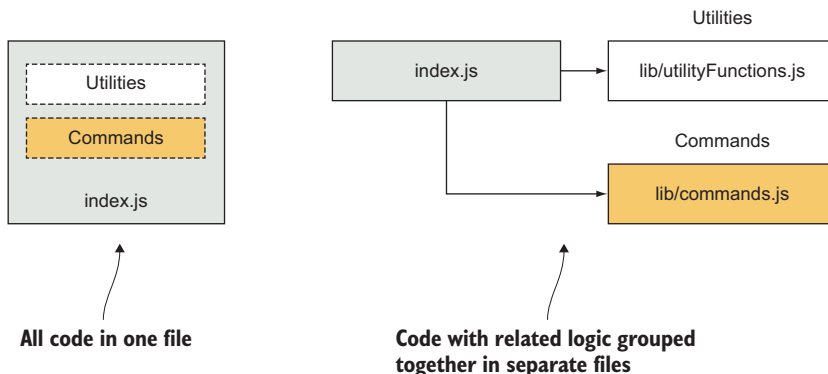 Utilities
Commands
index.js
All code in one file
Utilities
index.js
lib/utilityFunctions.js
Commands
lib/commands.js
Code with related logic grouped
together in separate files